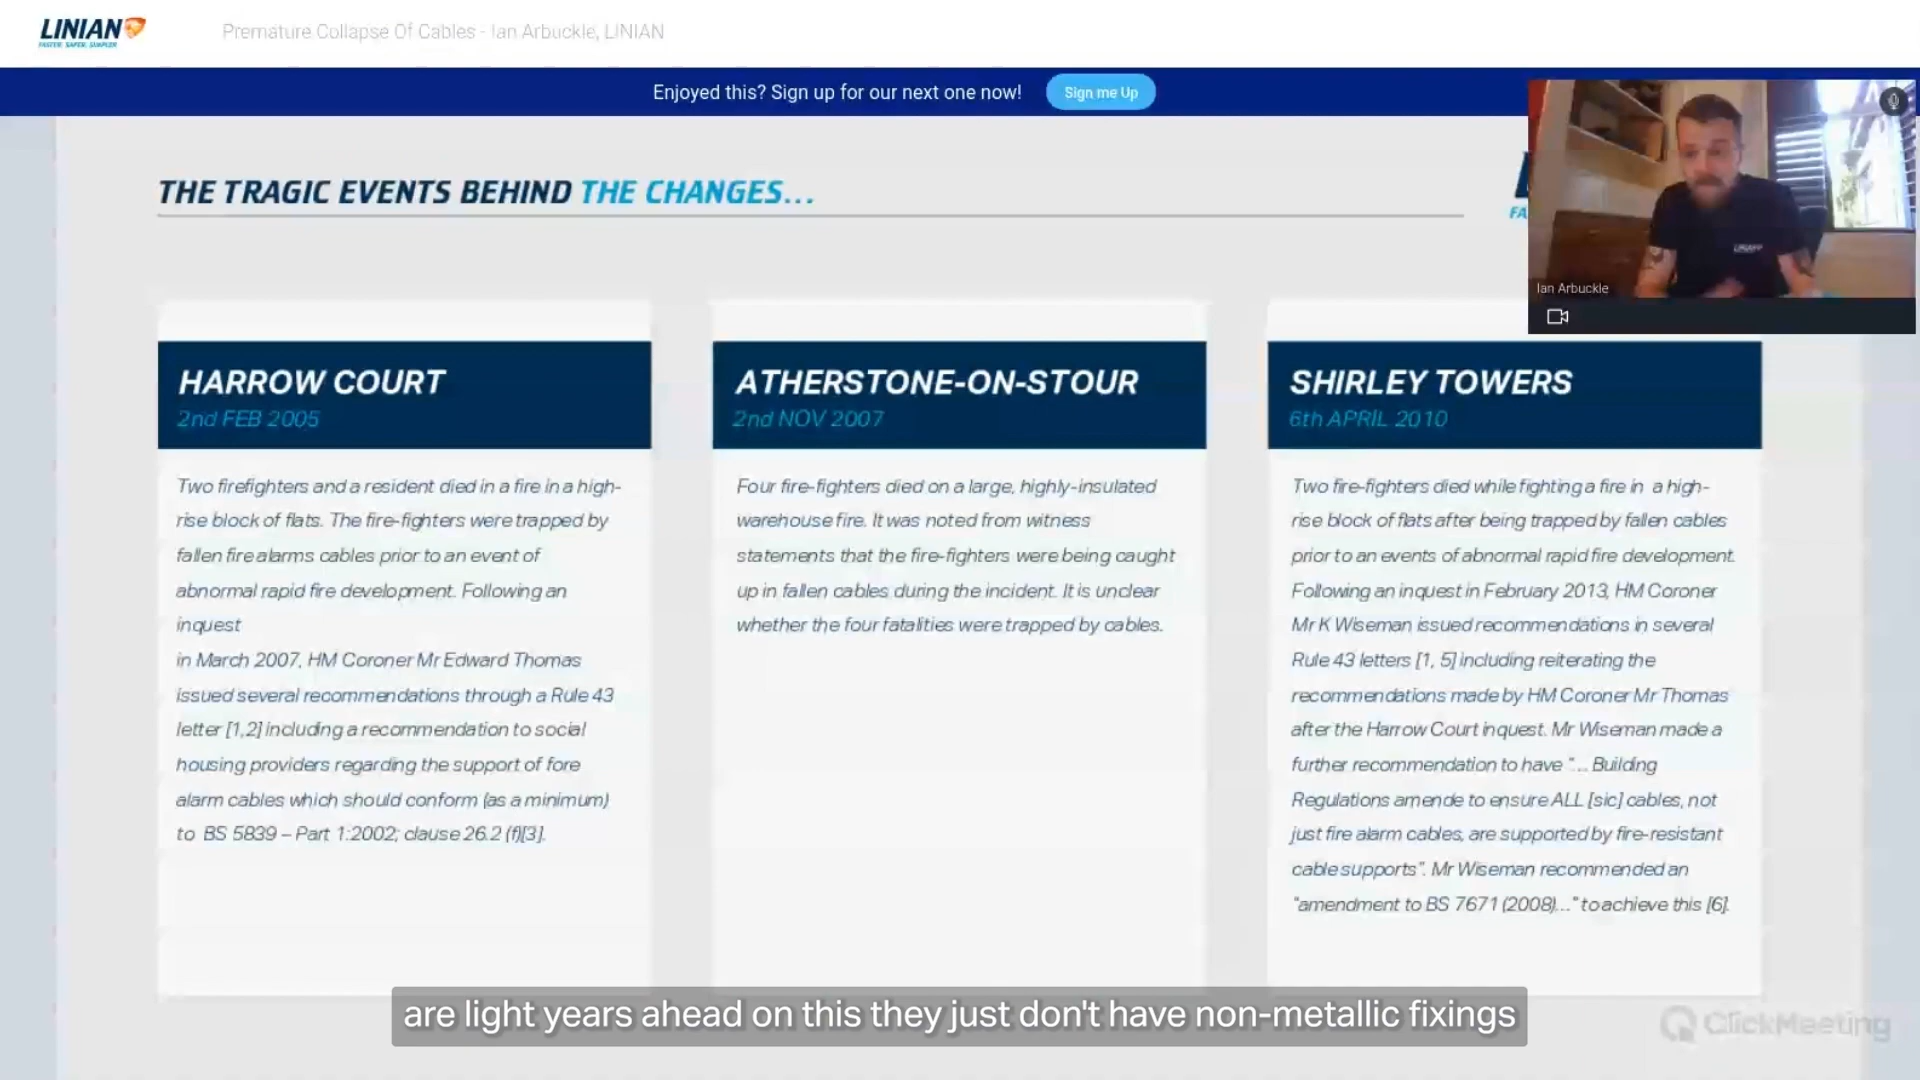 LINIAN
FASTER. SAFER. SIMPLER
Premature Collapse Of Cables - Ian Arbuckle, LINIAN
Enjoyed this? Sign up for our next one now!
Sign me Up
THE TRAGIC EVENTS BEHIND THE CHANGES...
FA
Ian Arbuckle
HARROW COURT
2nd FEB 2005
Two firefighters and a resident died in a fire in a high-
rise block of flats. The fire-fighters were trapped by
fallen fire alarms cables prior to an event of
abnormal rapid fire development. Following an
inquest
in March 2007, HM Coroner Mr Edward Thomas
issued several recommendations through a Rule 43
letter [1,2] including a recommendation to social
housing providers regarding the support of fore
alarm cables which should conform (as a minimum)
to BS 5839 – Part 1:2002; clause 26.2 (f)[3].
ATHERSTONE-ON-STOUR
2nd NOV 2007
Four fire-fighters died on a large, highly-insulated
warehouse fire. It was noted from witness
statements that the fire-fighters were being caught
up in fallen cables during the incident. It is unclear
whether the four fatalities were trapped by cables.
SHIRLEY TOWERS
6th APRIL 2010
Two fire-fighters died while fighting a fire in a high-
rise block of flats after being trapped by fallen cables
prior to an events of abnormal rapid fire development.
Following an inquest in February 2013, HM Coroner
Mr K Wiseman issued recommendations in several
Rule 43 letters [1, 5] including reiterating the
recommendations made by HM Coroner Mr Thomas
after the Harrow Court inquest. Mr Wiseman made a
further recommendation to have "... Building
Regulations amende to ensure ALL [sic] cables, not
just fire alarm cables, are supported by fire-resistant
cable supports". Mr Wiseman recommended an
"amendment to BS 7671 (2008)..." to achieve this [6].
are light years ahead on this they just don't have non-metallic fixings
ClickMeeting